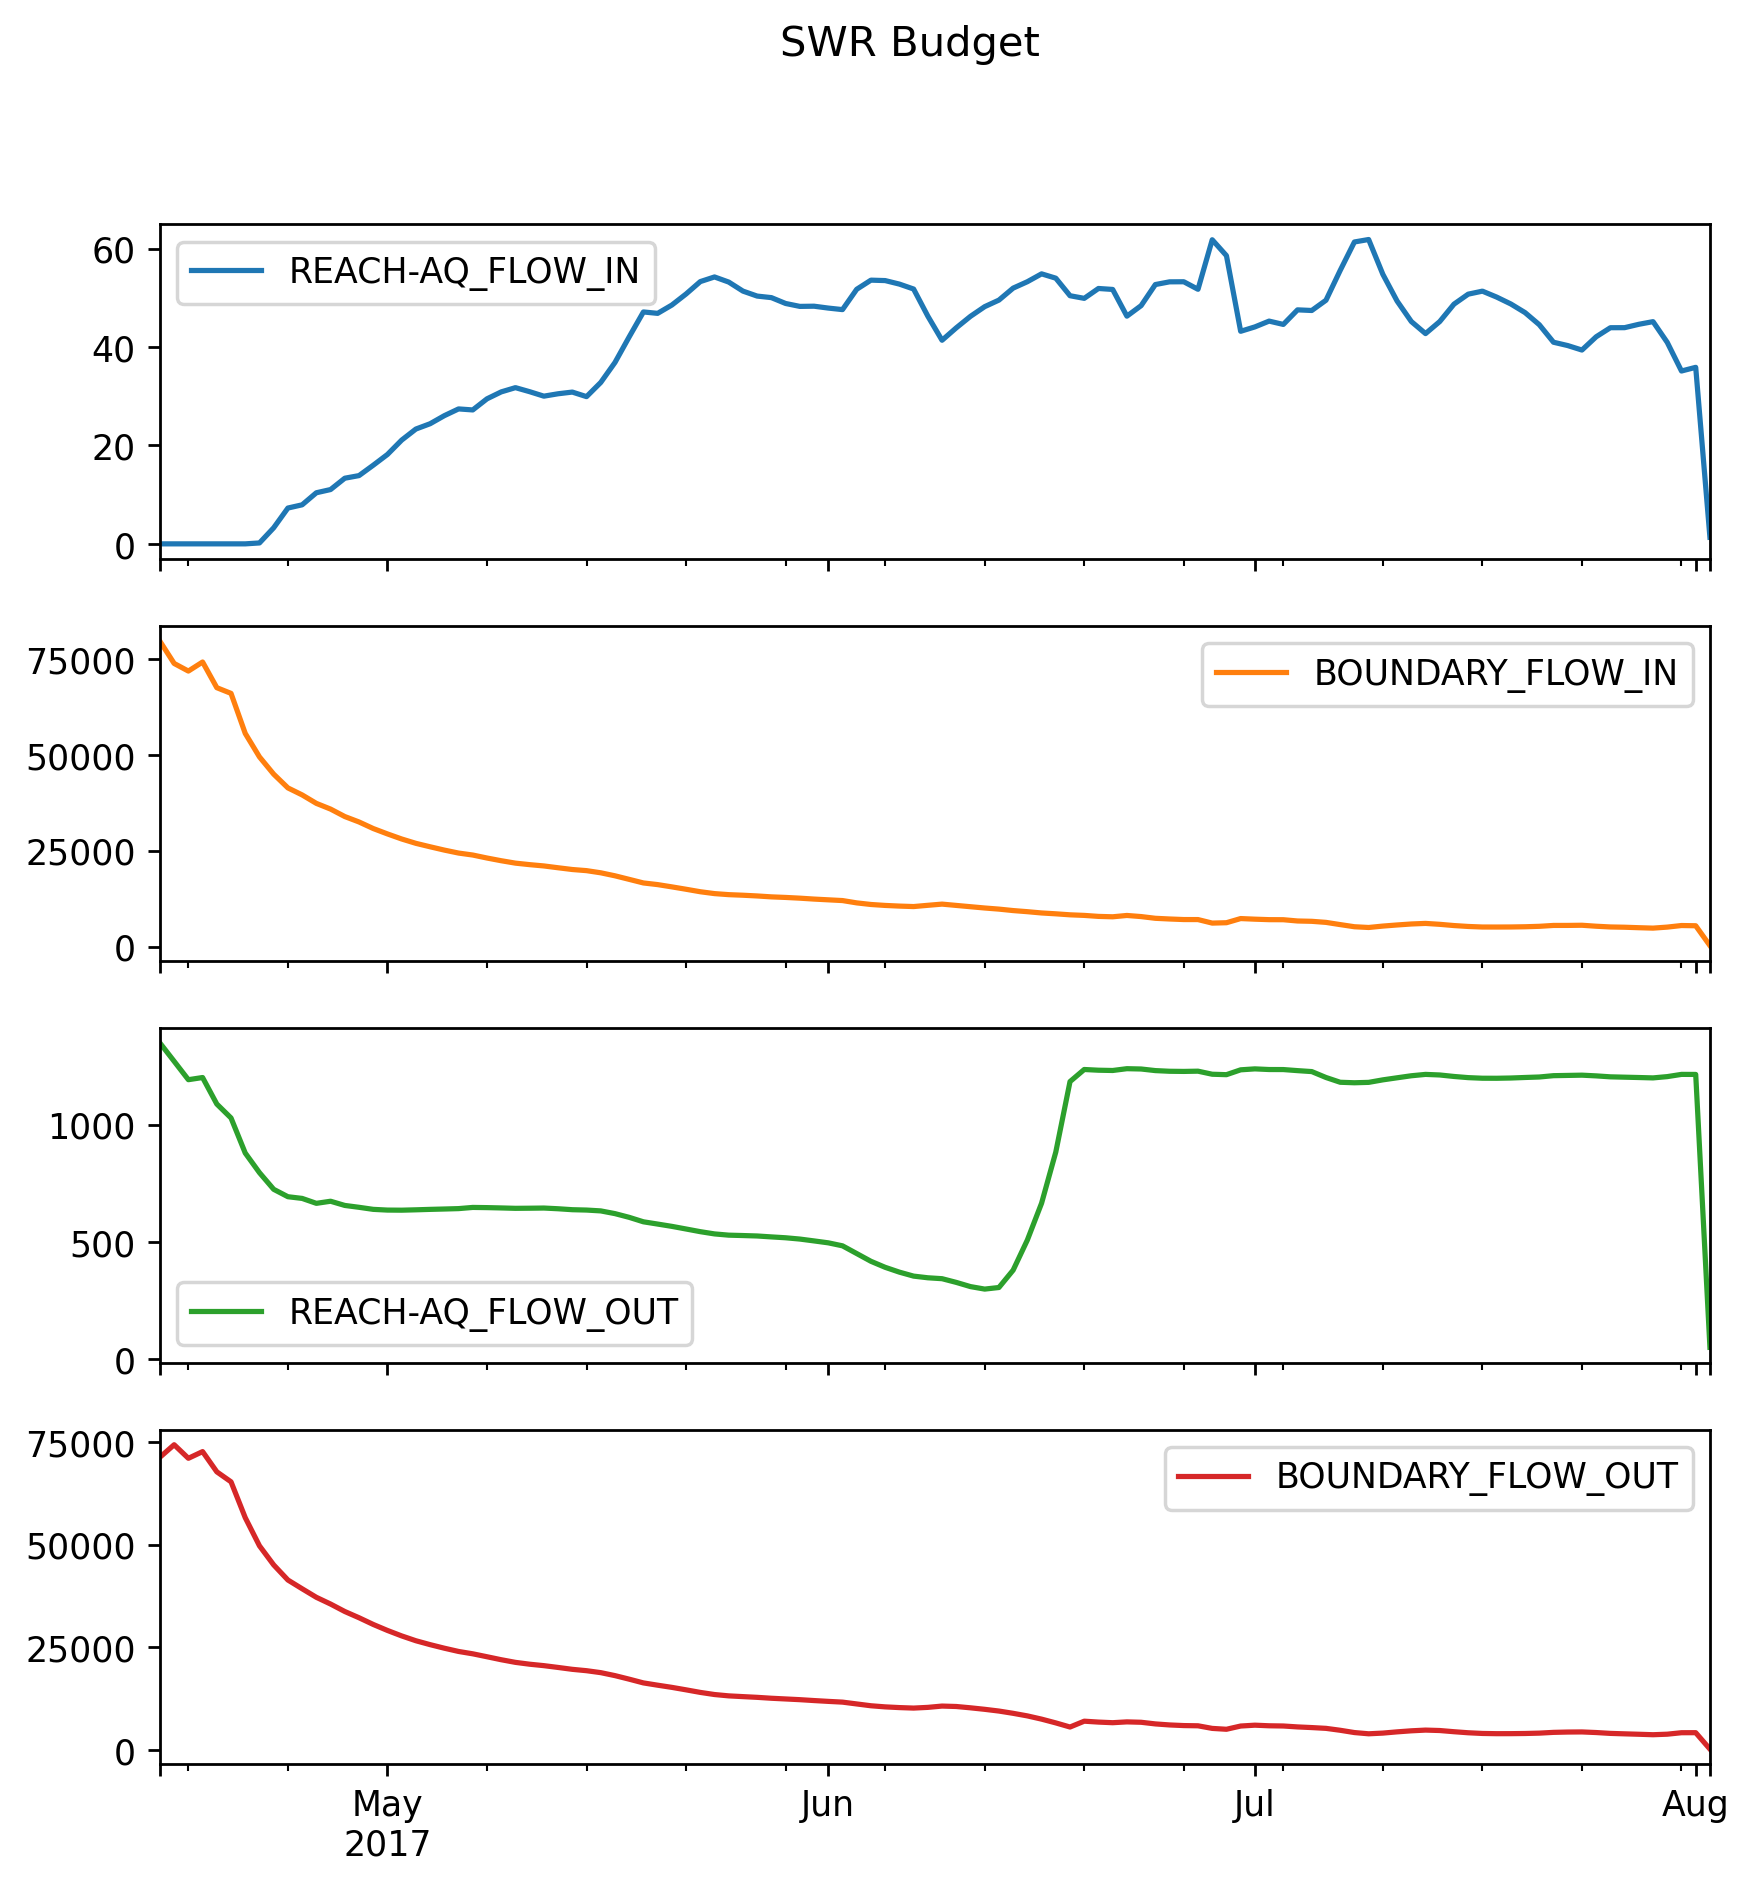 SWR Budget
60
40
20
0
REACH-AQ_FLOW_IN
75000
50000
25000
0
BOUNDARY_FLOW_IN
1000
500
0
REACH-AQ_FLOW_OUT
75000
50000
25000
0
BOUNDARY_FLOW_OUT
May Jun Jul Aug
2017